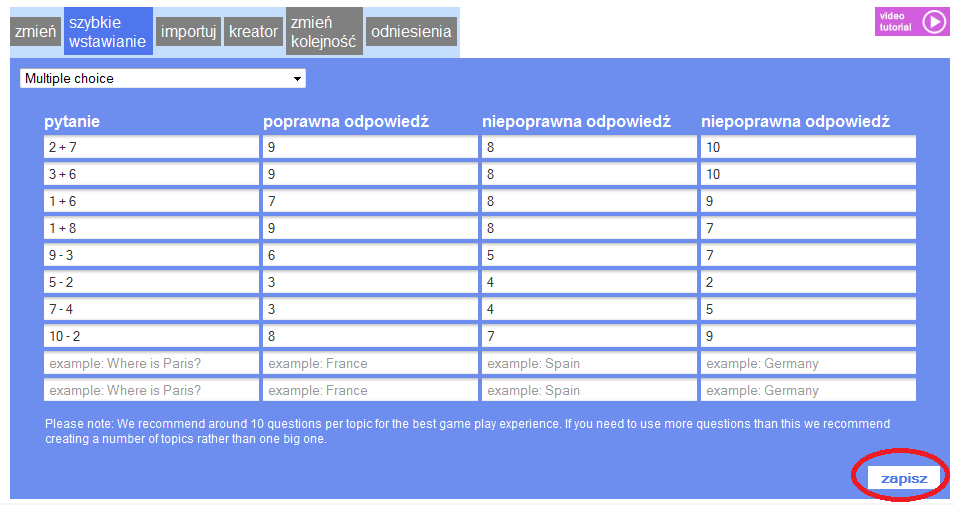 zmień
szybkie
wstawianie
importuj
kreator
zmień
kolejność
odniesienia
video
tutorial
Multiple choice
pytanie poprawna odpowiedź niepoprawna odpowiedź niepoprawna odpowiedź
2 + 7 9 8 10
3 + 6 9 8 10
1 + 6 7 8 9
1 + 8 9 8 7
9 - 3 6 5 7
5 - 2 3 4 2
7 - 4 3 4 5
10 - 2 8 7 9
example: Where is Paris? example: France example: Spain example: Germany
example: Where is Paris? example: France example: Spain example: Germany
Please note: We recommend around 10 questions per topic for the best game play experience. If you need to use more questions than this we recommend
creating a number of topics rather than one big one.
zapisz